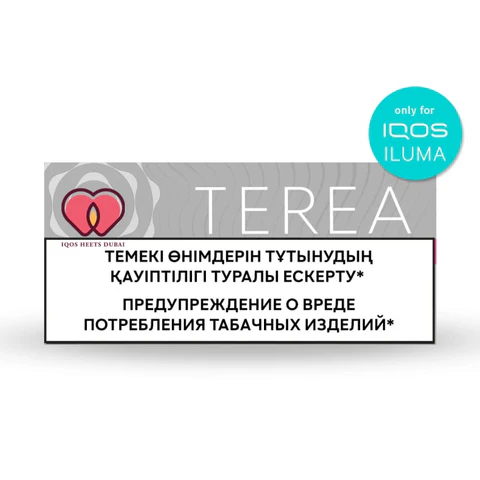 only for
IQOS
ILUMA
TEREA
IQOS HEETS DUBAI
ТЕМЕКІ ӨНІМДЕРІН ТҰТЫНУДЫҢ
ҚАУІПТІЛІГІ ТУРАЛЫ ЕСКЕРТУ*
ПРЕДУПРЕЖДЕНИЕ О ВРЕДЕ
ПОТРЕБЛЕНИЯ ТАБАЧНЫХ ИЗДЕЛИЙ*